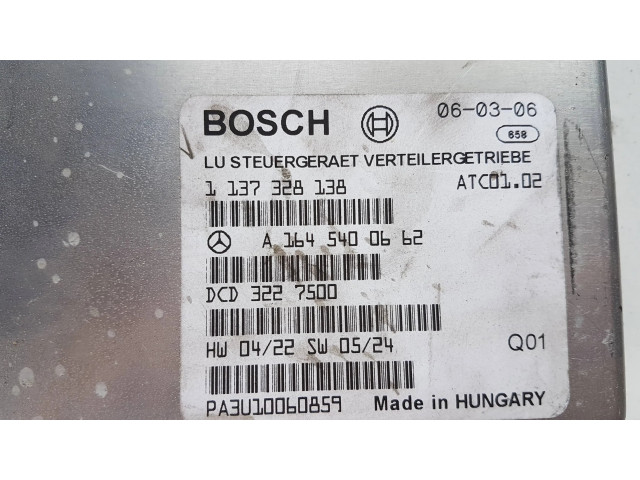 BOSCH 06-03-06
658
LU STEUERGERAET VERTEILERGETRIEBE
1 137 328 138 ATC01.02
A 164 540 06 62
DCD 322 7500
HW 04/22 SW 05/24 Q01
PA3U10060859 Made in HUNGARY